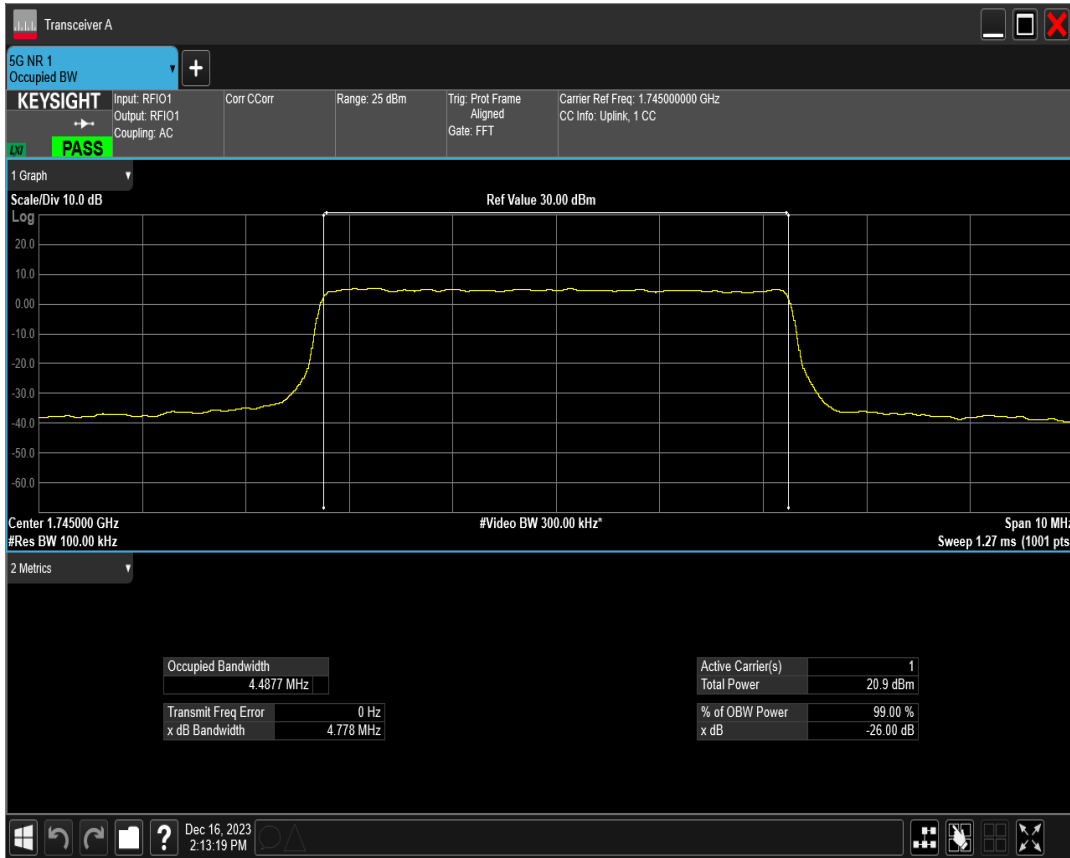 Transceiver A
5G NR 1
Occupied BW
KEYSIGHT
LXI
PASS
Input: RFIO1
Output: RFIO1
Coupling: AC
Corr CCorr
Range: 25 dBm
Trig: Prot Frame
Aligned
Gate: FFT
Carrier Ref Freq: 1.745000000 GHz
CC Info: Uplink, 1 CC
1 Graph
Scale/Div 10.0 dB
Ref Value 30.00 dBm
Log
20.0
10.0
0.00
-10.0
-20.0
-30.0
-40.0
-50.0
-60.0
Center 1.745000 GHz
#Video BW 300.00 kHz*
Span 10 MHz
#Res BW 100.00 kHz
Sweep 1.27 ms (1001 pts
2 Metrics
Occupied Bandwidth
4.4877 MHz
Transmit Freq Error 0 Hz
x dB Bandwidth 4.778 MHz
Active Carrier(s) 1
Total Power 20.9 dBm
% of OBW Power 99.00 %
x dB -26.00 dB
?
Dec 16, 2023
2:13:19 PM